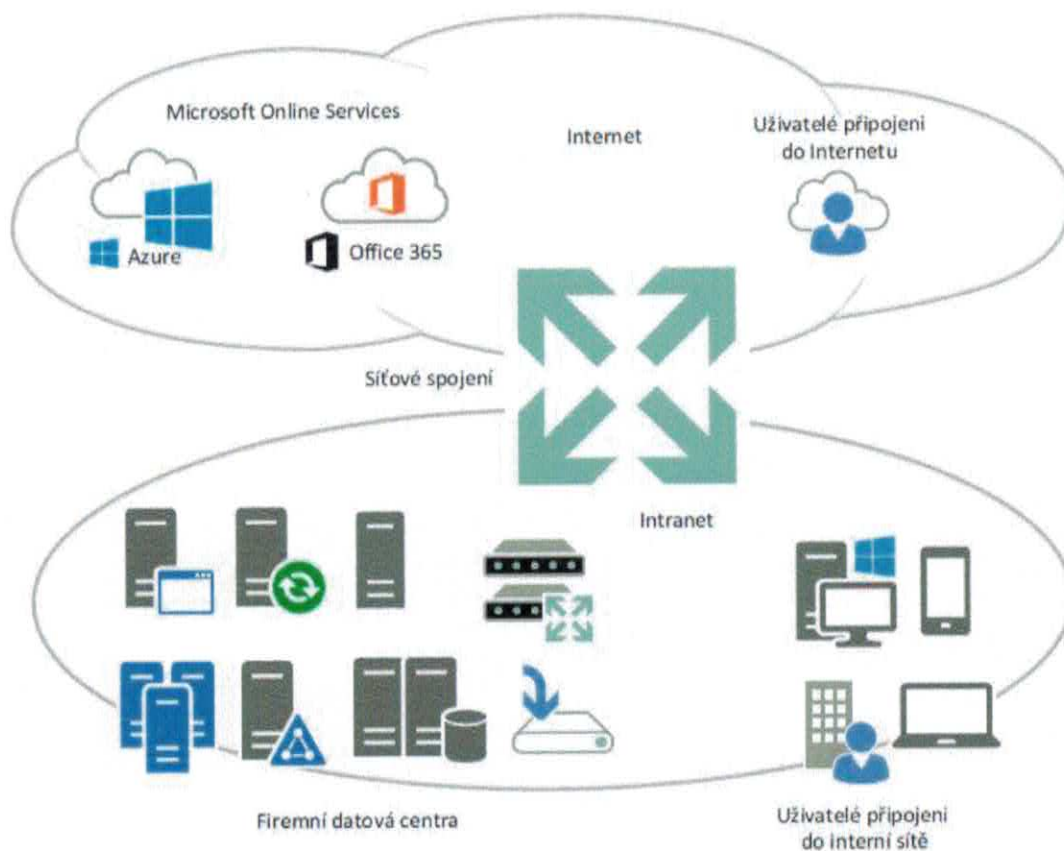 Microsoft Online Services
Internet
Uživatelé připojeni
do Internetu
Azure
Office 365
Síťové spojení
Intranet
Firemní datová centra
Uživatelé připojeni
do interní sítě